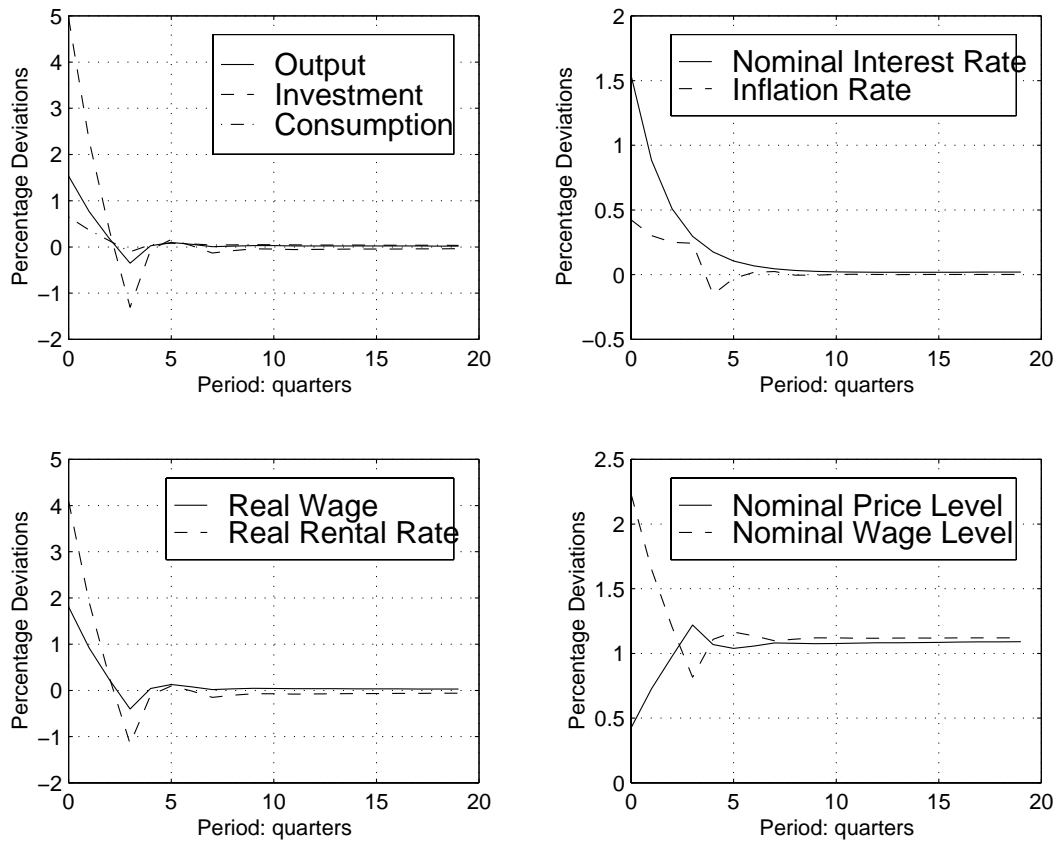 5
4
3
2
1
0
−1
−2
Percentage Deviations
Output
Investment
Consumption
0
5
10
15
20
Period: quarters
2
1.5
1
0.5
0
−0.5
Percentage Deviations
Nominal Interest Rate
Inflation Rate
0
5
10
15
20
Period: quarters
5
4
3
2
1
0
−1
−2
Percentage Deviations
Real Wage
Real Rental Rate
0
5
10
15
20
Period: quarters
2.5
2
1.5
1
0.5
0
Percentage Deviations
Nominal Price Level
Nominal Wage Level
0
5
10
15
20
Period: quarters